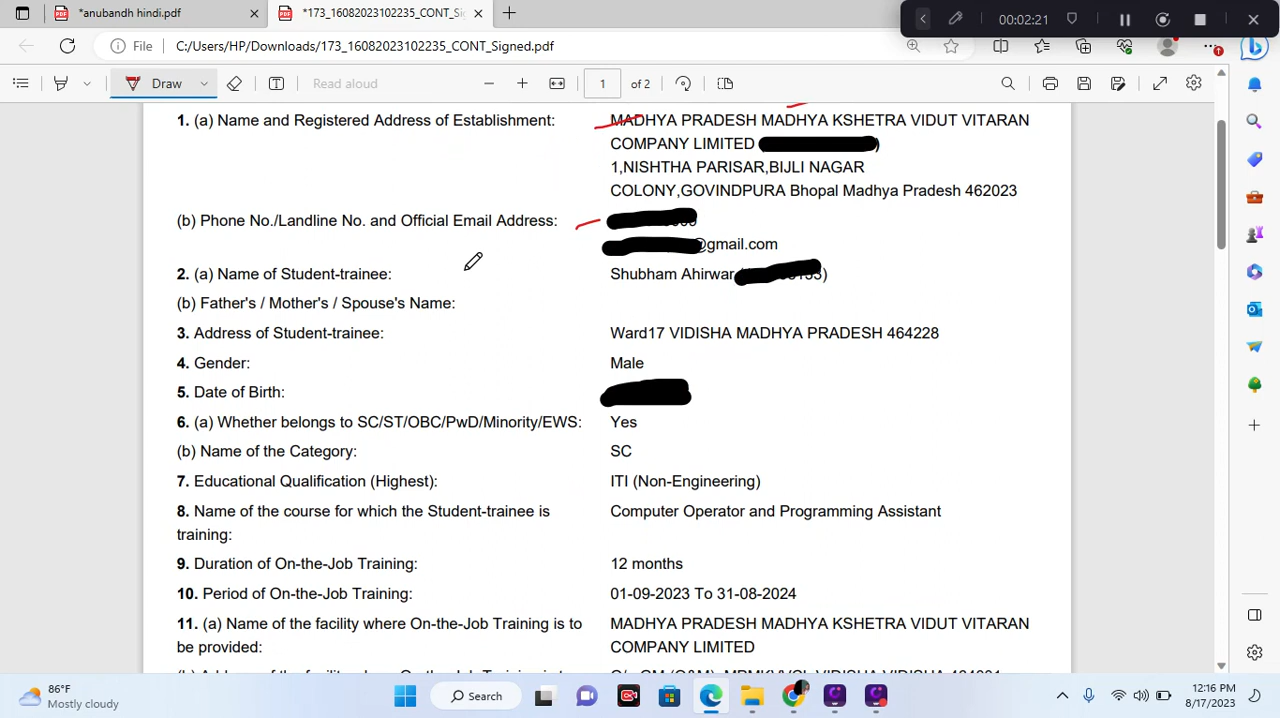 *anubandh hindi.pdf
*173_16082023102235_CONT_Sig
00:02:21
File
C:/Users/HP/Downloads/173_16082023102235_CONT_Signed.pdf
Draw
Read aloud
1
of 2
1. (a) Name and Registered Address of Establishment:
MADHYA PRADESH MADHYA KSHETRA VIDUT VITARAN
COMPANY LIMITED
)
1,NISHTHA PARISAR,BIJLI NAGAR
COLONY,GOVINDPURA Bhopal Madhya Pradesh 462023
(b) Phone No./Landline No. and Official Email Address:
@gmail.com
2. (a) Name of Student-trainee:
Shubham Ahirwar
)
(b) Father's / Mother's / Spouse's Name:
3. Address of Student-trainee:
Ward17 VIDISHA MADHYA PRADESH 464228
4. Gender:
Male
5. Date of Birth:
6. (a) Whether belongs to SC/ST/OBC/PwD/Minority/EWS:
Yes
(b) Name of the Category:
SC
7. Educational Qualification (Highest):
ITI (Non-Engineering)
8. Name of the course for which the Student-trainee is
training:
Computer Operator and Programming Assistant
9. Duration of On-the-Job Training:
12 months
10. Period of On-the-Job Training:
01-09-2023 To 31-08-2024
11. (a) Name of the facility where On-the-Job Training is to
be provided:
MADHYA PRADESH MADHYA KSHETRA VIDUT VITARAN
COMPANY LIMITED
86°F
Mostly cloudy
Search
12:16 PM
8/17/2023